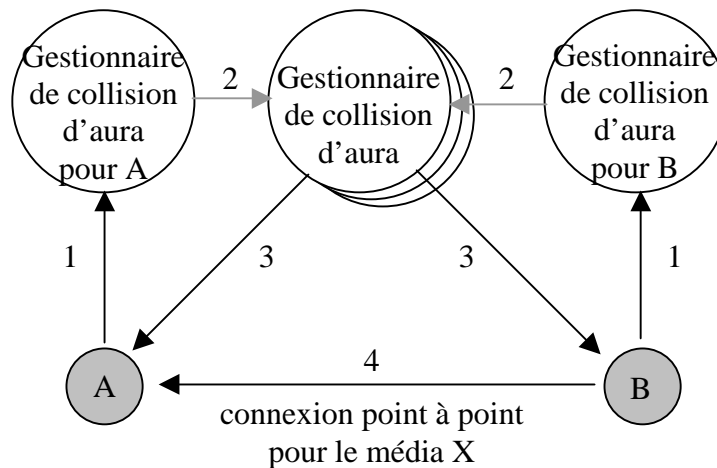 Gestionnaire
de collision
d’aura
pour A
2
Gestionnaire
de collision
d’aura
2
Gestionnaire
de collision
d’aura
pour B
1
3
3
1
4
A
B
connexion point à point
pour le média X